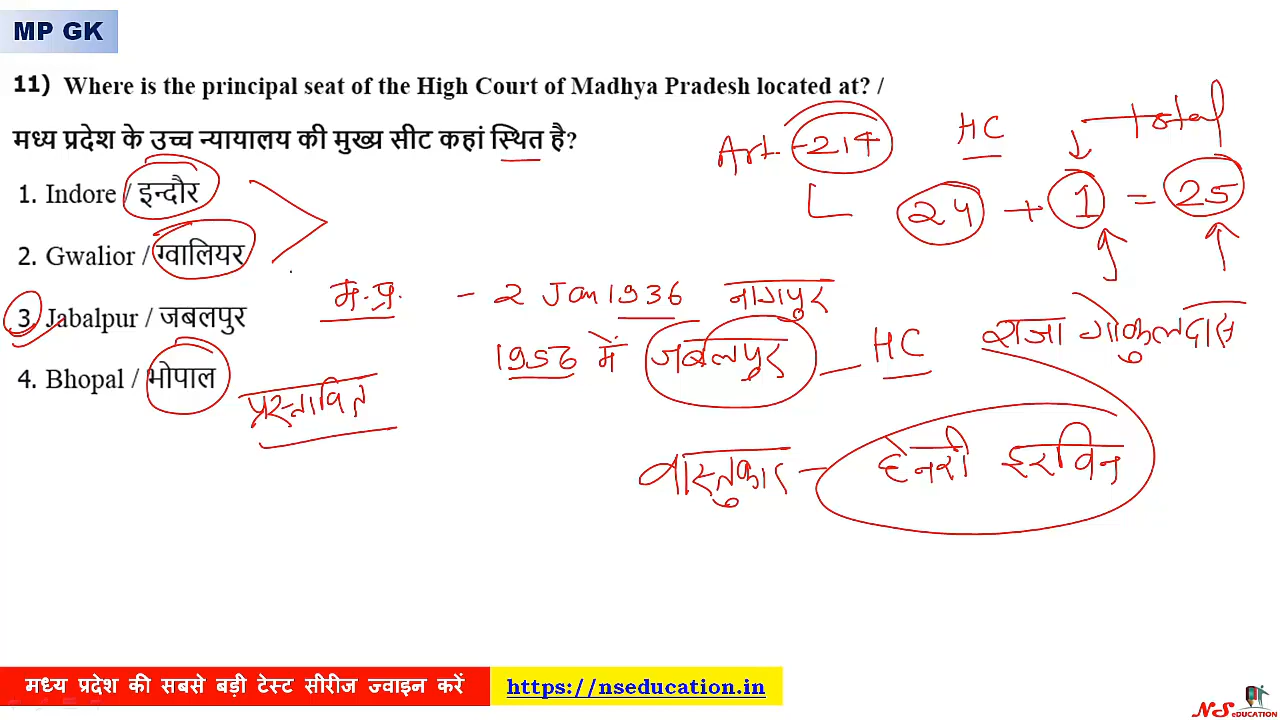 MP GK
11) Where is the principal seat of the High Court of Madhya Pradesh located at? /
मध्य प्रदेश के उच्च न्यायालय की मुख्य सीट कहां स्थित है?
Art - 214
HC
total
24 + 1 = 25
1. Indore / इन्दौर
2. Gwalior / ग्वालियर
3. Jabalpur / जबलपुर
4. Bhopal / भोपाल
म.प्र. - 2 Jan 1936 नागपुर
1956 में जबलपुर - HC राजा गोकुलदास
प्रस्तावित
वास्तुकार - हेनरी इरविन
मध्य प्रदेश की सबसे बड़ी टेस्ट सीरीज ज्वाइन करें
https://nseducation.in
NS EDUCATION